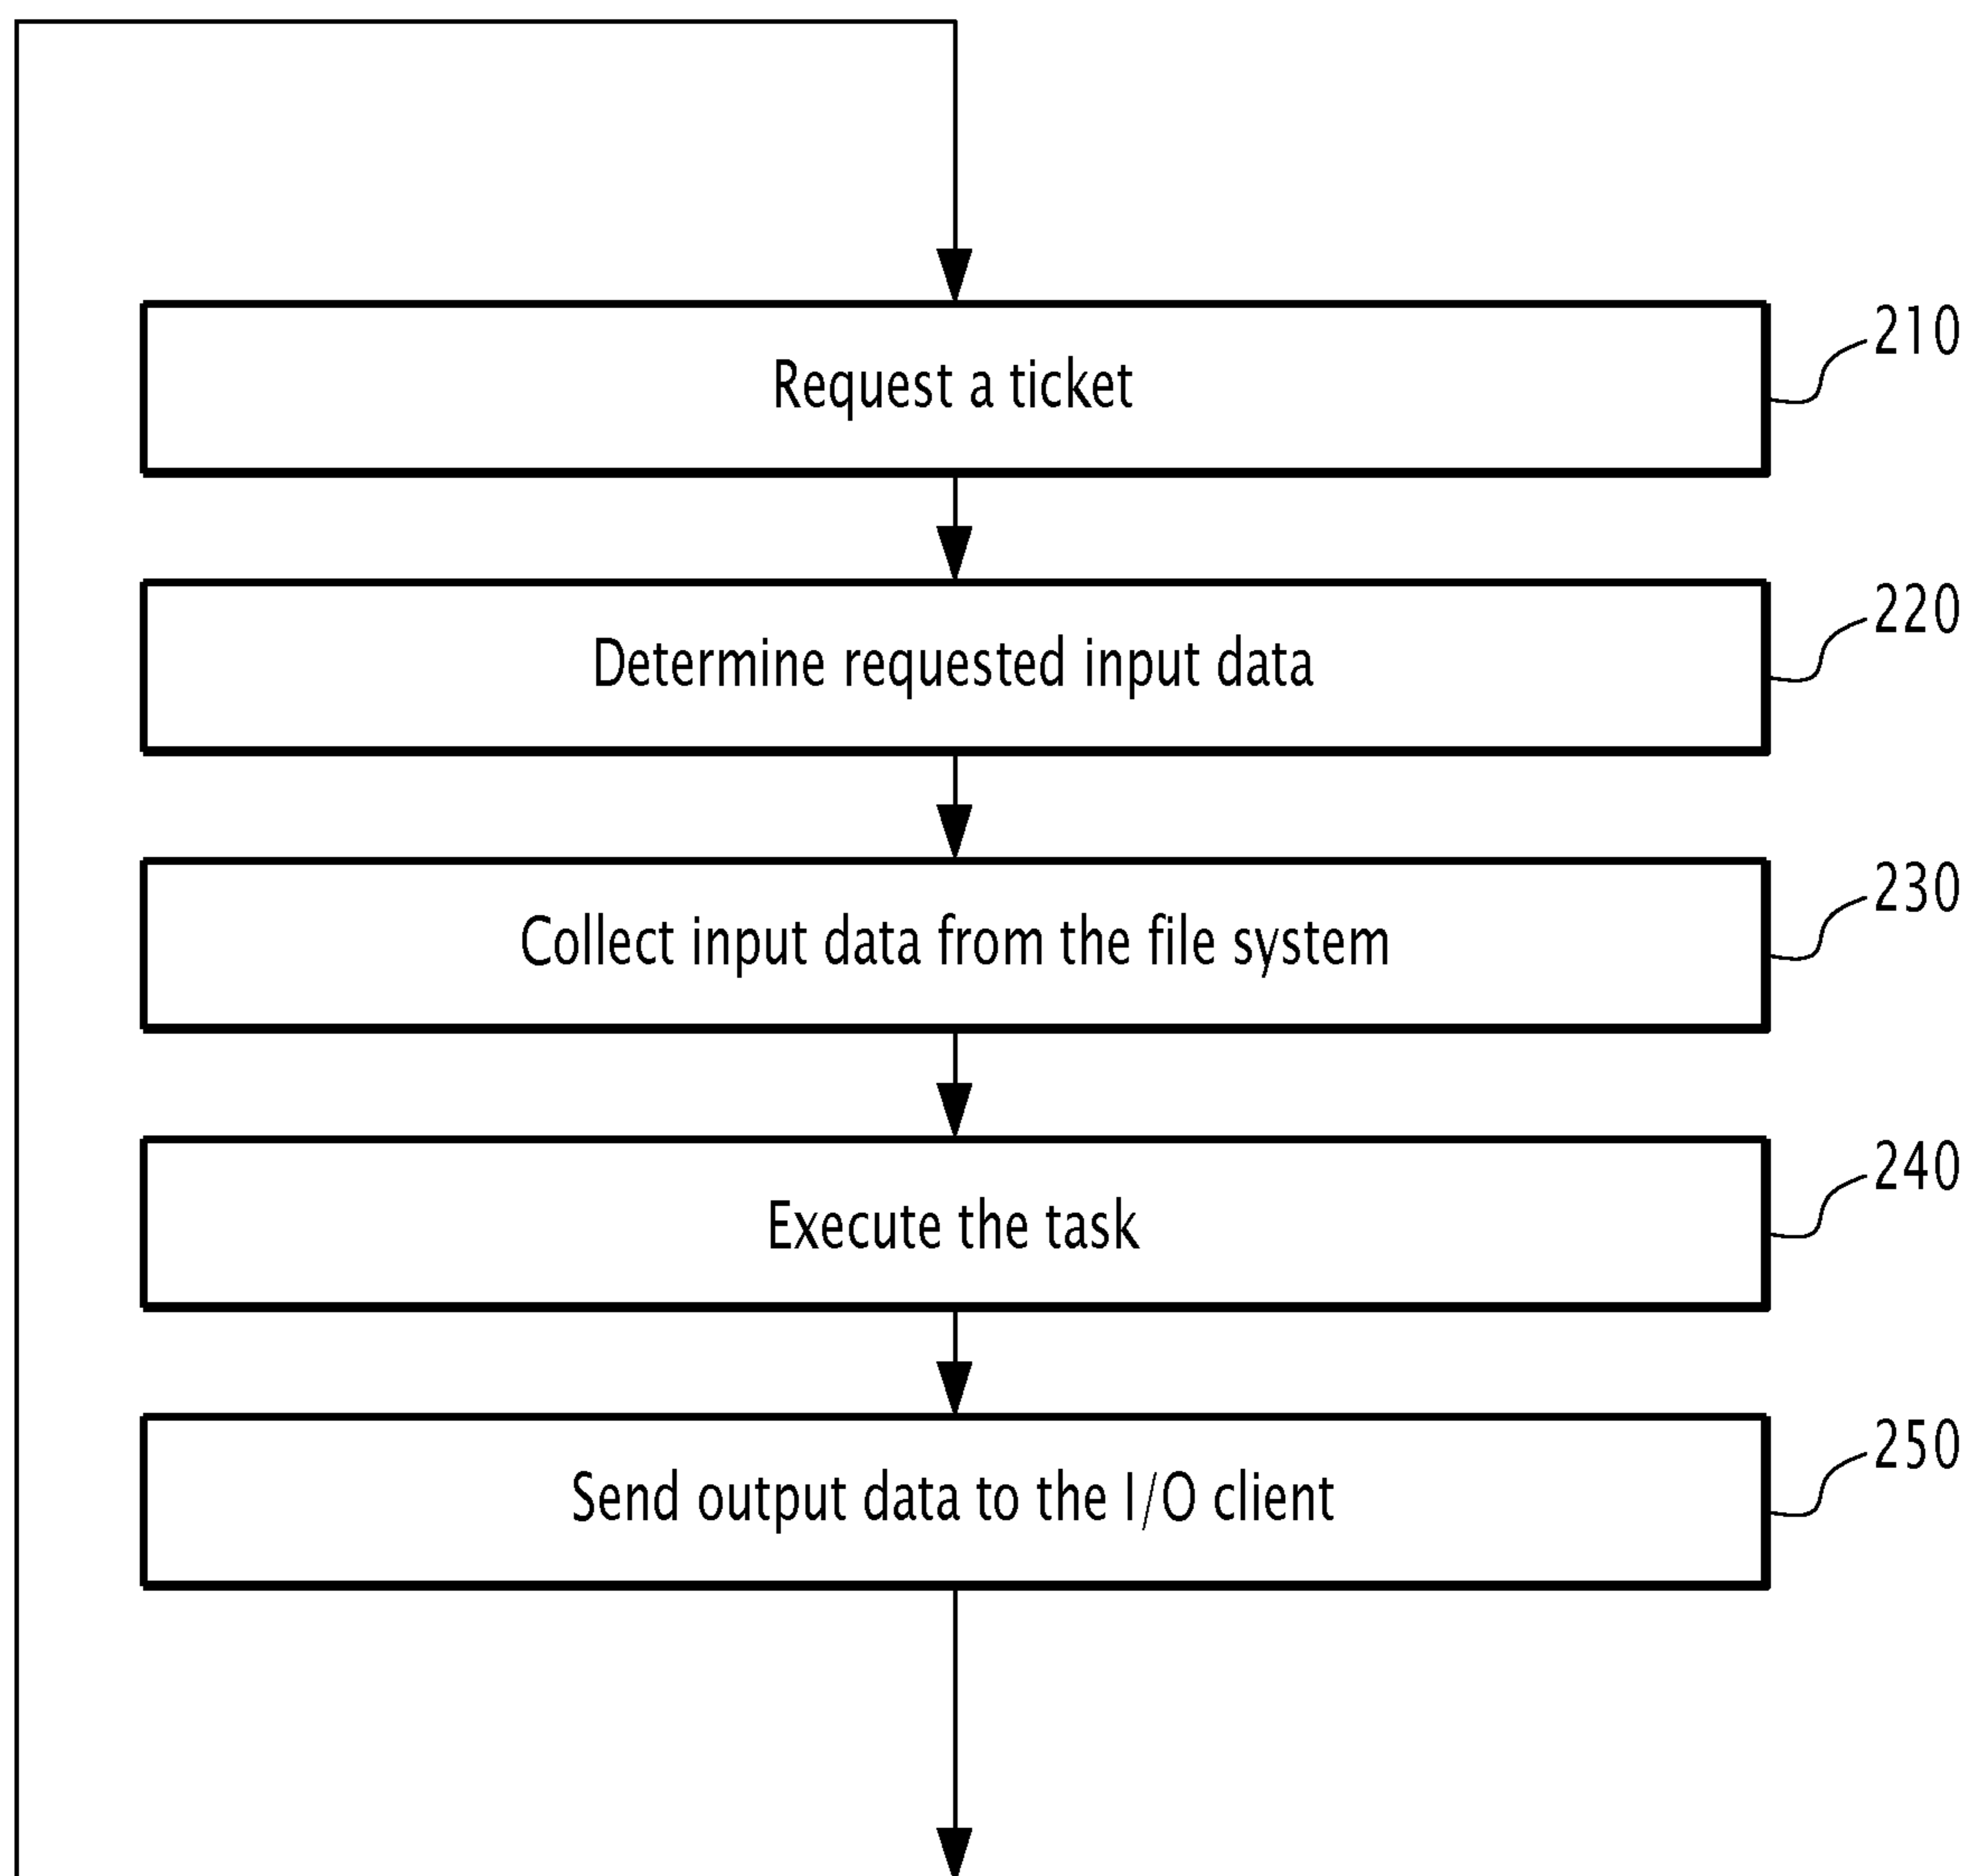 Request a ticket
210
Determine requested input data
220
Collect input data from the file system
230
Execute the task
240
Send output data to the I/O client
250